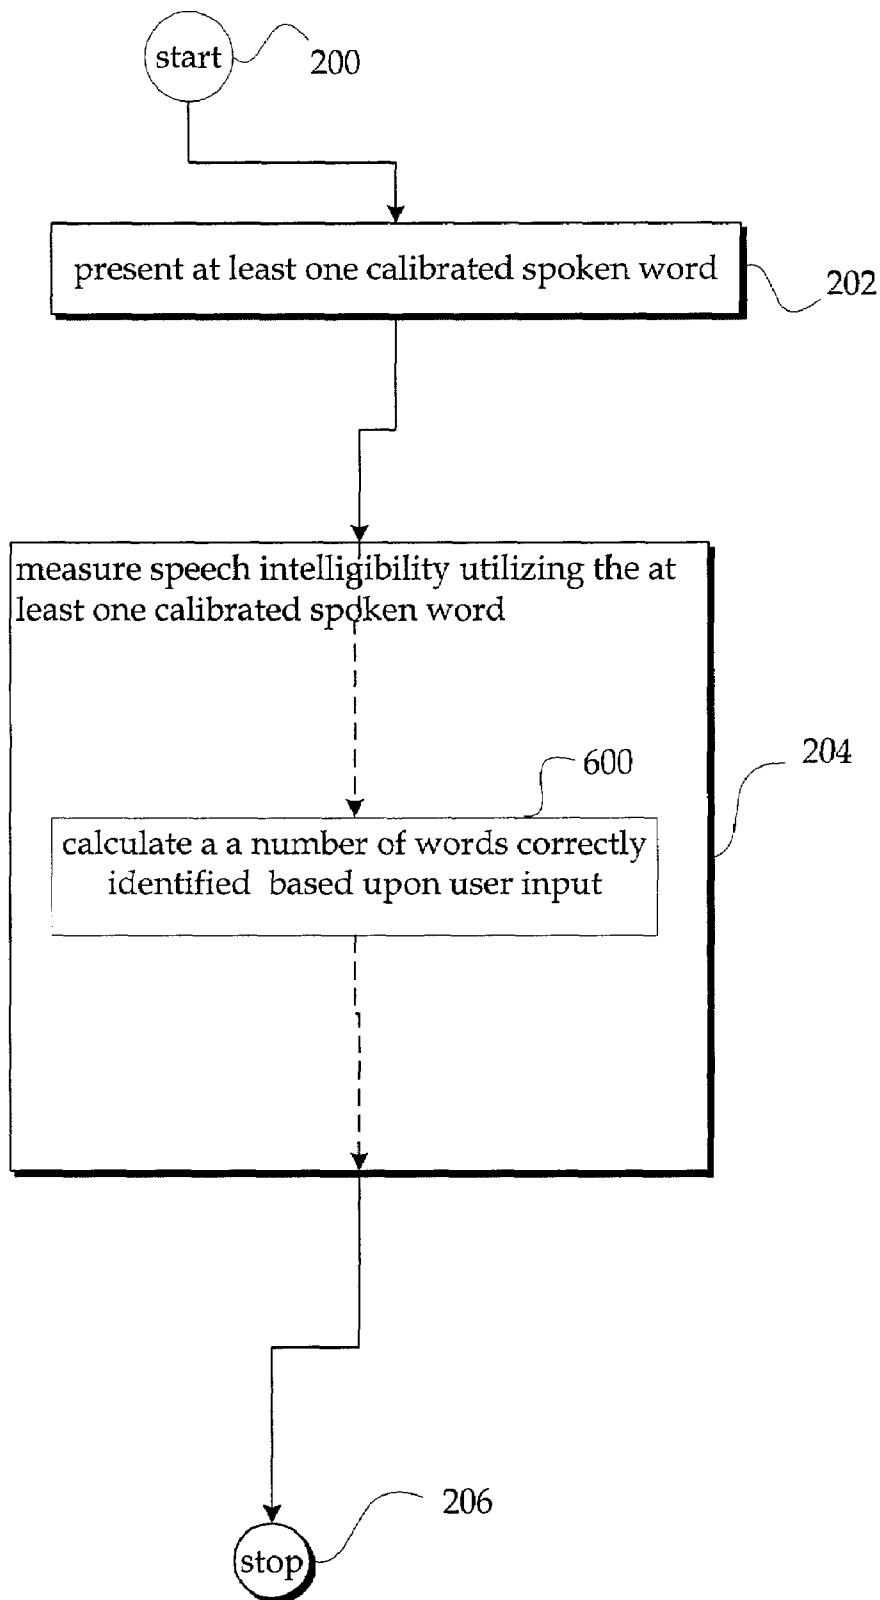 start
200
present at least one calibrated spoken word
202
measure speech intelligibility utilizing the at
least one calibrated spoken word
204
600
calculate a a number of words correctly
identified based upon user input
206
stop